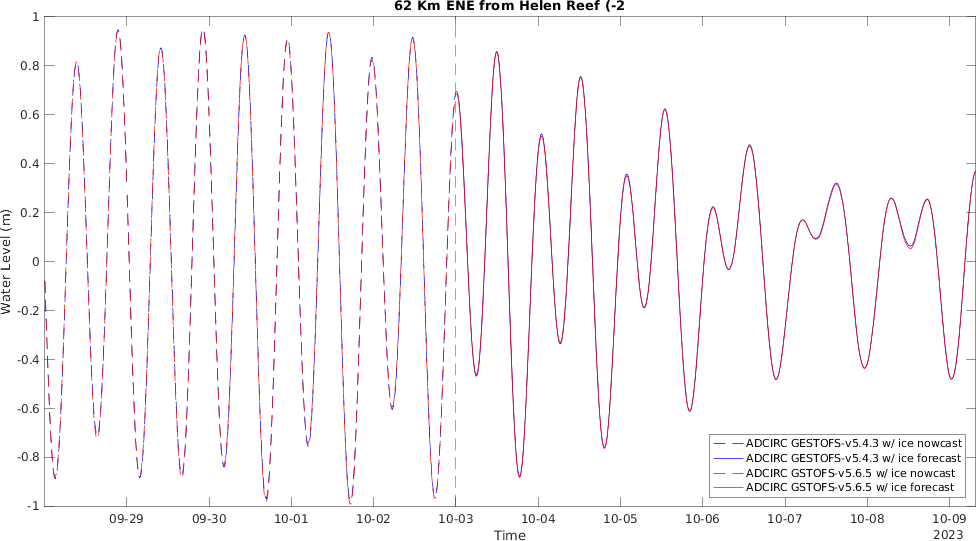 62 Km ENE from Helen Reef (-2
Water Level (m)
1
0.8
0.6
0.4
0.2
0
-0.2
-0.4
-0.6
-0.8
-1
ADCIRC GESTOFS-v5.4.3 w/ ice nowcast
ADCIRC GESTOFS-v5.4.3 w/ ice forecast
ADCIRC GSTOFS-v5.6.5 w/ ice nowcast
ADCIRC GSTOFS-v5.6.5 w/ ice forecast
09-29 09-30 10-01 10-02 10-03 10-04 10-05 10-06 10-07 10-08 10-09
Time
2023